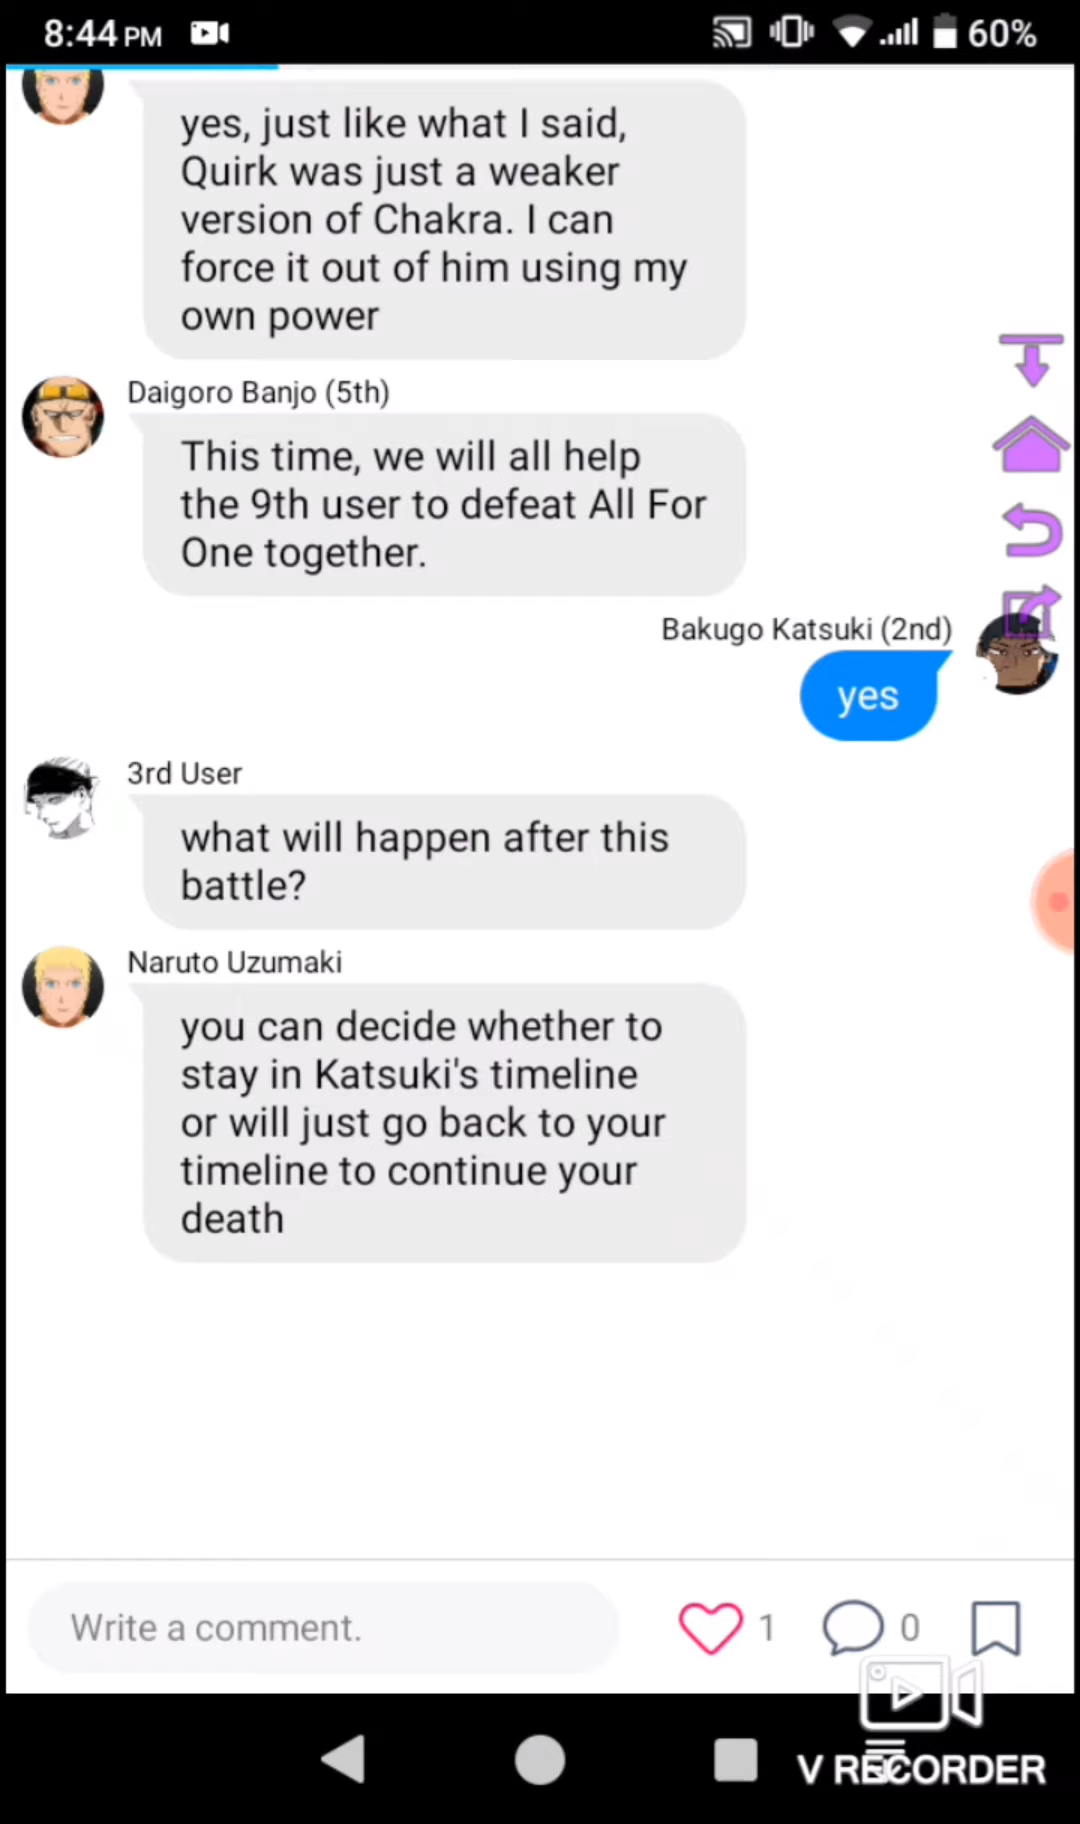 8:44 PM
60%
yes, just like what I said,
Quirk was just a weaker
version of Chakra. I can
force it out of him using my
own power
Daigoro Banjo (5th)
This time, we will all help
the 9th user to defeat All For
One together.
Bakugo Katsuki (2nd)
yes
3rd User
what will happen after this
battle?
Naruto Uzumaki
you can decide whether to
stay in Katsuki's timeline
or will just go back to your
timeline to continue your
death
Write a comment.
1
0
V RECORDER